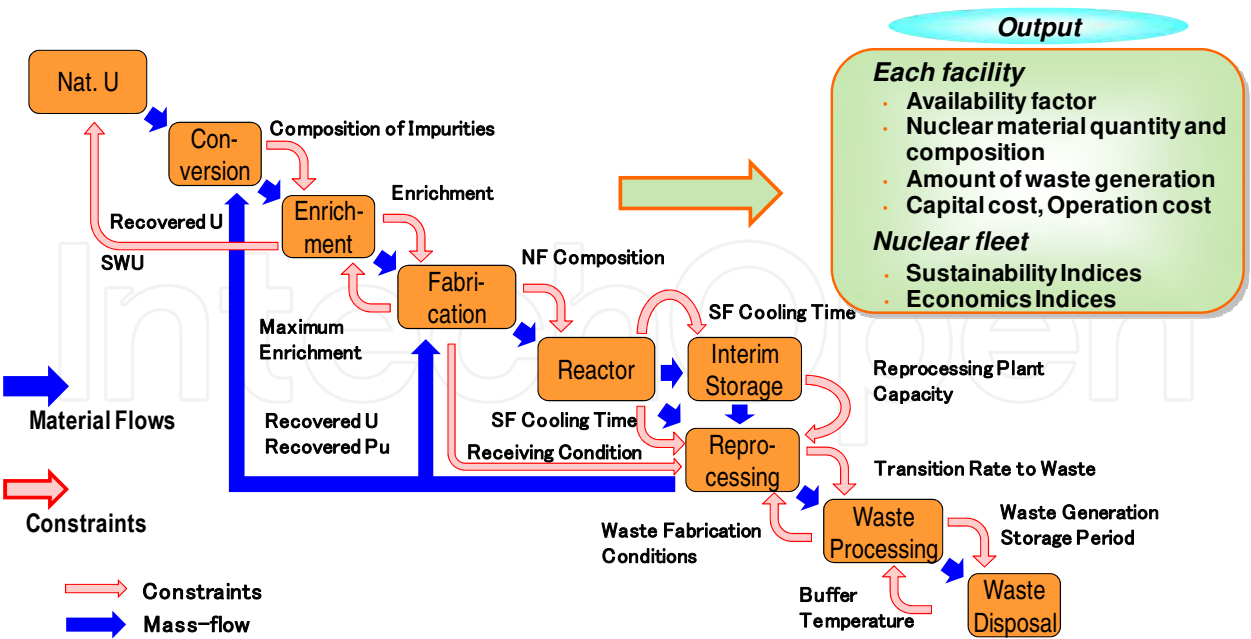 Output
Each facility
• Availability factor
• Nuclear material quantity and
composition
• Amount of waste generation
• Capital cost, Operation cost
Nuclear fleet
• Sustainability Indices
• Economics Indices
Nat. U
Con-
version
Composition of Impurities
Enrich-
ment
Enrichment
Recovered U
SWU
Fabri-
cation
NF Composition
Maximum
Enrichment
Reactor
SF Cooling Time
Interim
Storage
Reprocessing Plant
Capacity
Material Flows
Recovered U
Recovered Pu
SF Cooling Time
Receiving Condition
Repro-
cessing
Transition Rate to Waste
Constraints
Waste Fabrication
Conditions
Waste
Processing
Waste Generation
Storage Period
Buffer
Temperature
Waste
Disposal
Constraints
Mass-flow
IntechOpen